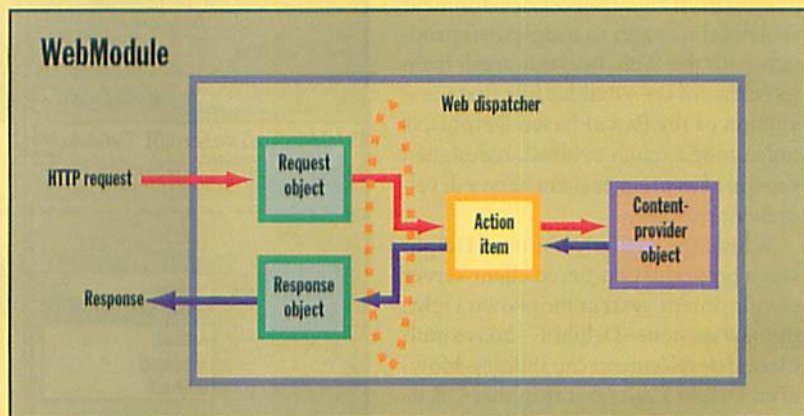 WebModule
Web dispatcher
HTTP request
Request
object
Action
item
Content-
provider
object
Response
object
Response